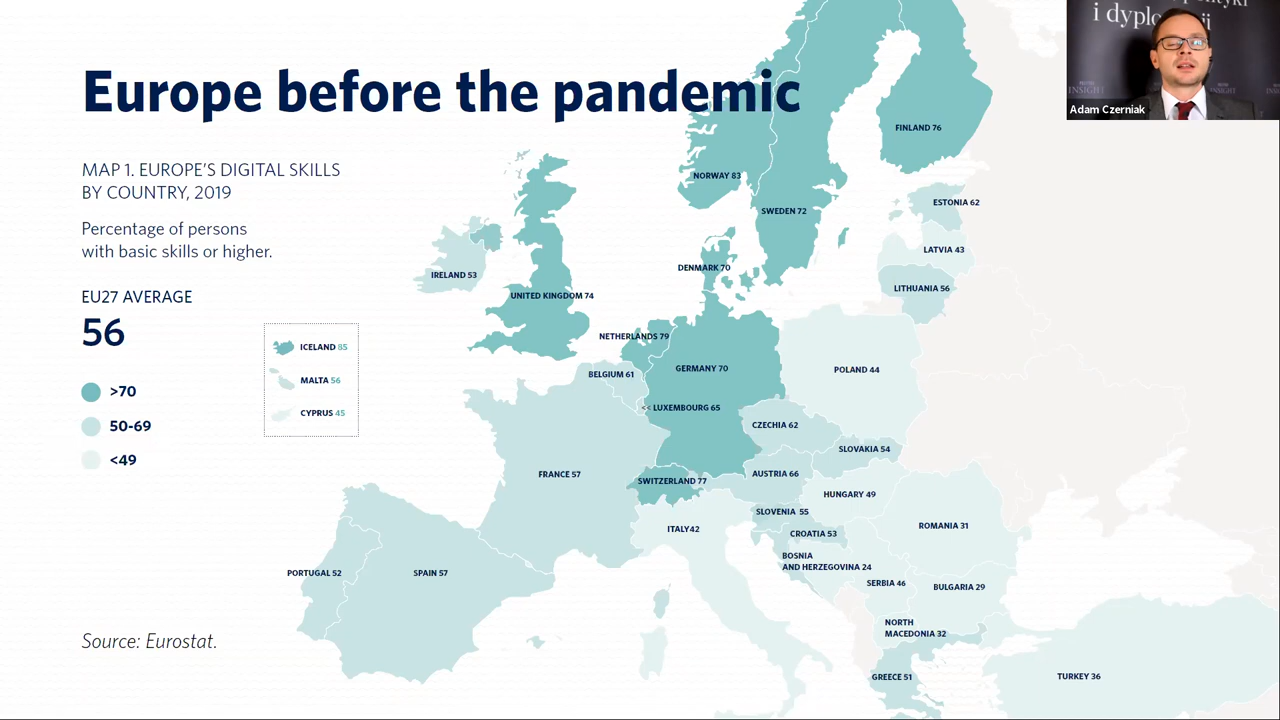 Europe before the pandemic
MAP 1. EUROPE'S DIGITAL SKILLS
BY COUNTRY, 2019
Percentage of persons
with basic skills or higher.
EU27 AVERAGE
56
>70
50-69
<49
ICELAND 85
MALTA 56
CYPRUS 45
Source: Eurostat.
FINLAND 76
NORWAY 83
ESTONIA 62
SWEDEN 72
LATVIA 43
DENMARK 70
IRELAND 53
LITHUANIA 56
UNITED KINGDOM 74
NETHERLANDS 79
GERMANY 70
POLAND 44
BELGIUM 61
<< LUXEMBOURG 65
CZECHIA 62
SLOVAKIA 54
FRANCE 57
AUSTRIA 66
SWITZERLAND 77
HUNGARY 49
SLOVENIA 55
ROMANIA 31
ITALY42
CROATIA 53
BOSNIA
AND HERZEGOVINA 24
PORTUGAL 52
SPAIN 57
SERBIA 46
BULGARIA 29
NORTH
MACEDONIA 32
GREECE 51
TURKEY 36
i
INSIGHT
Adam Czerniak